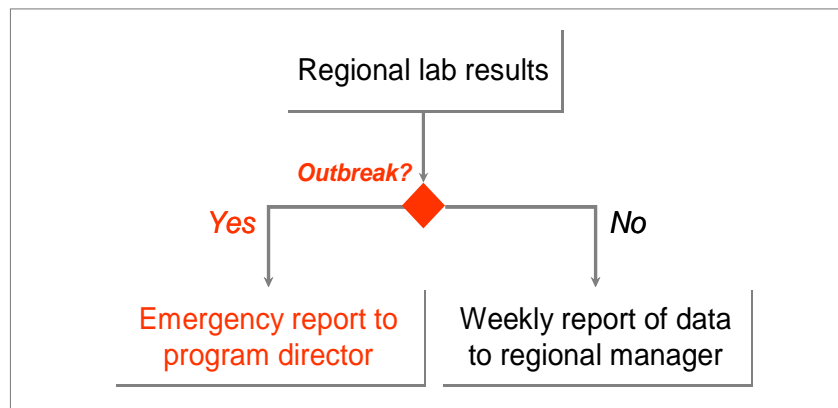 Regional lab results
Outbreak?
Yes
No
Emergency report to
program director
Weekly report of data
to regional manager